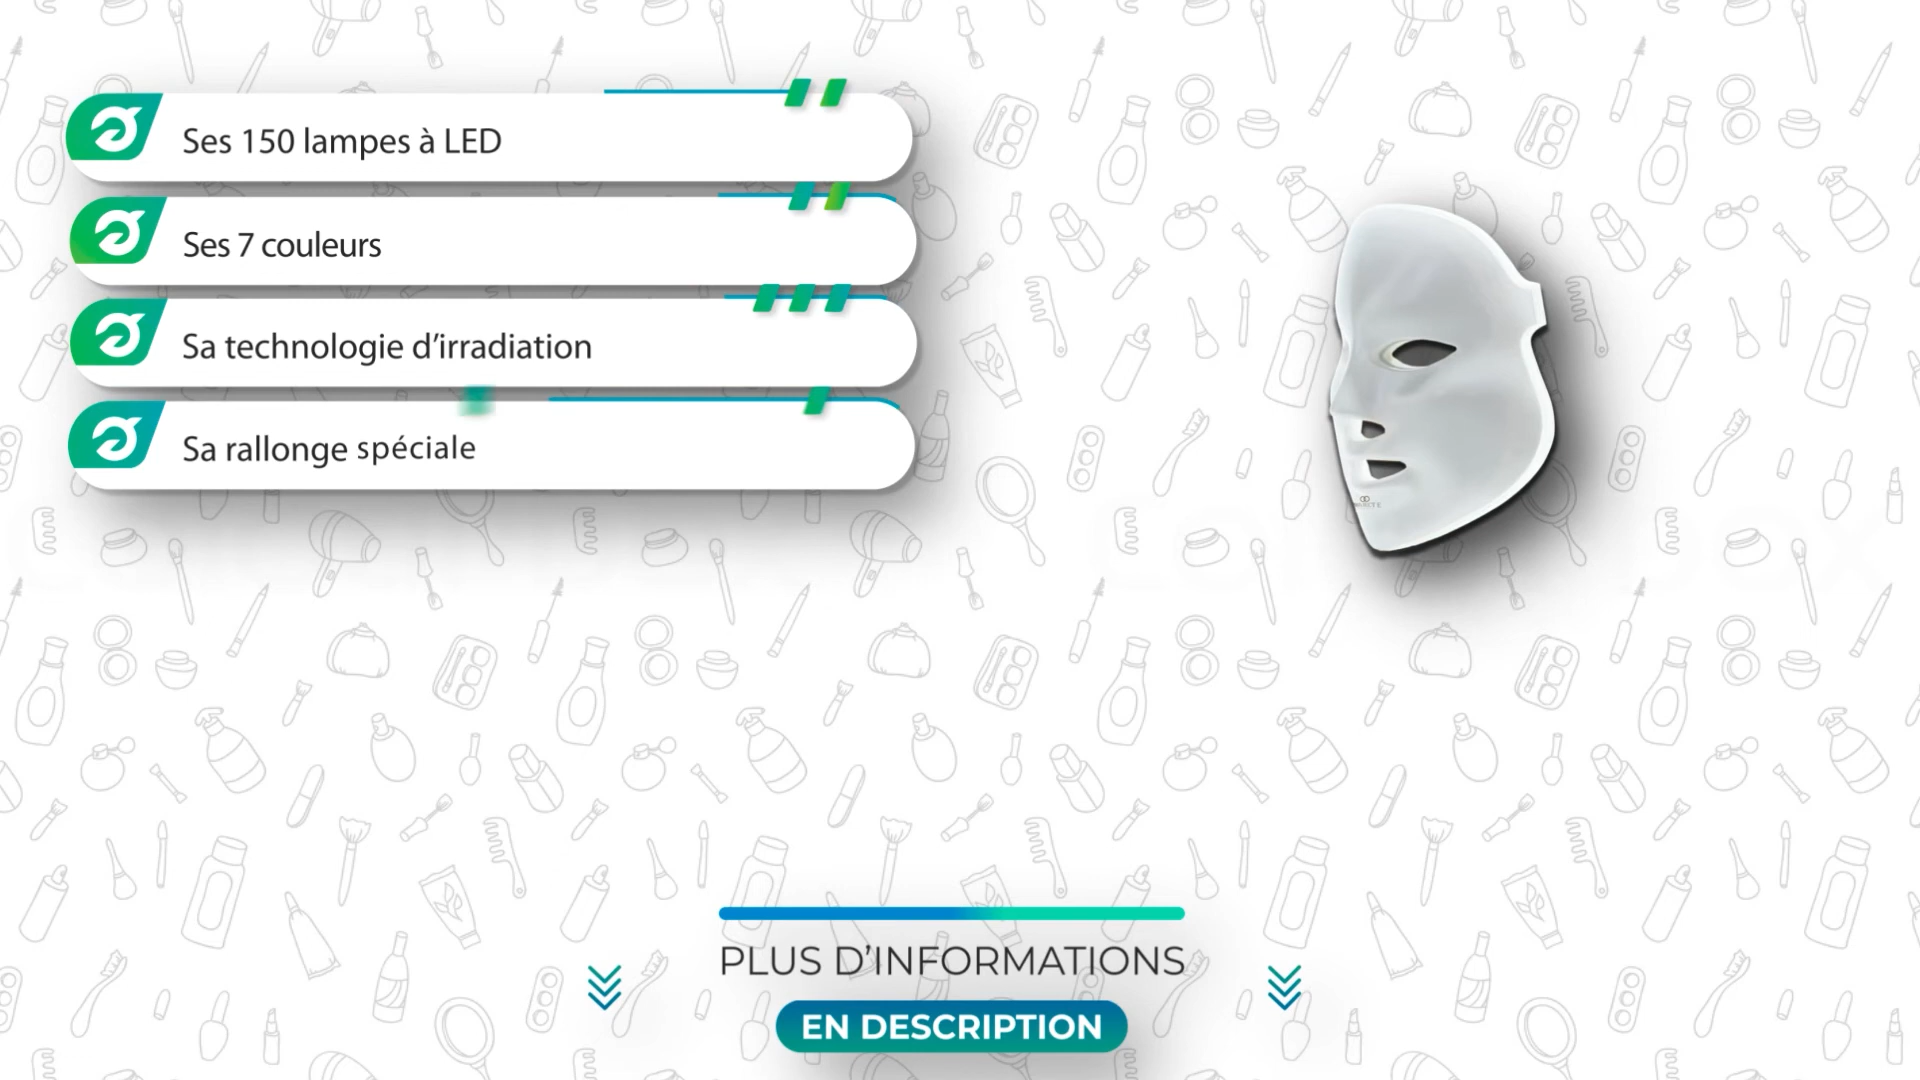 Ses 150 lampes à LED
Ses 7 couleurs
Sa technologie d’irradiation
Sa rallonge spéciale
PLUS D’INFORMATIONS
EN DESCRIPTION